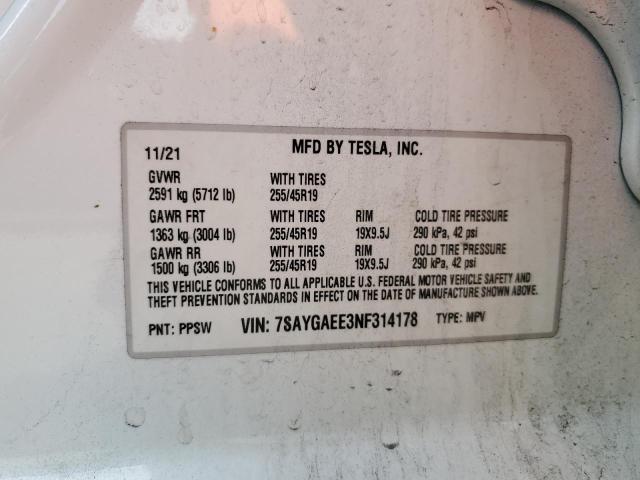 11/21 MFD BY TESLA, INC.
GVWR WITH TIRES
2591 kg (5712 lb) 255/45R19
GAWR FRT WITH TIRES RIM COLD TIRE PRESSURE
1363 kg (3004 lb) 255/45R19 19X9.5J 290 kPa, 42 psi
GAWR RR WITH TIRES RIM COLD TIRE PRESSURE
1500 kg (3306 lb) 255/45R19 19X9.5J 290 kPa, 42 psi
THIS VEHICLE CONFORMS TO ALL APPLICABLE U.S. FEDERAL MOTOR VEHICLE SAFETY AND
THEFT PREVENTION STANDARDS IN EFFECT ON THE DATE OF MANUFACTURE SHOWN ABOVE.
PNT: PPSW VIN: 7SAYGAEE3NF314178 TYPE: MPV